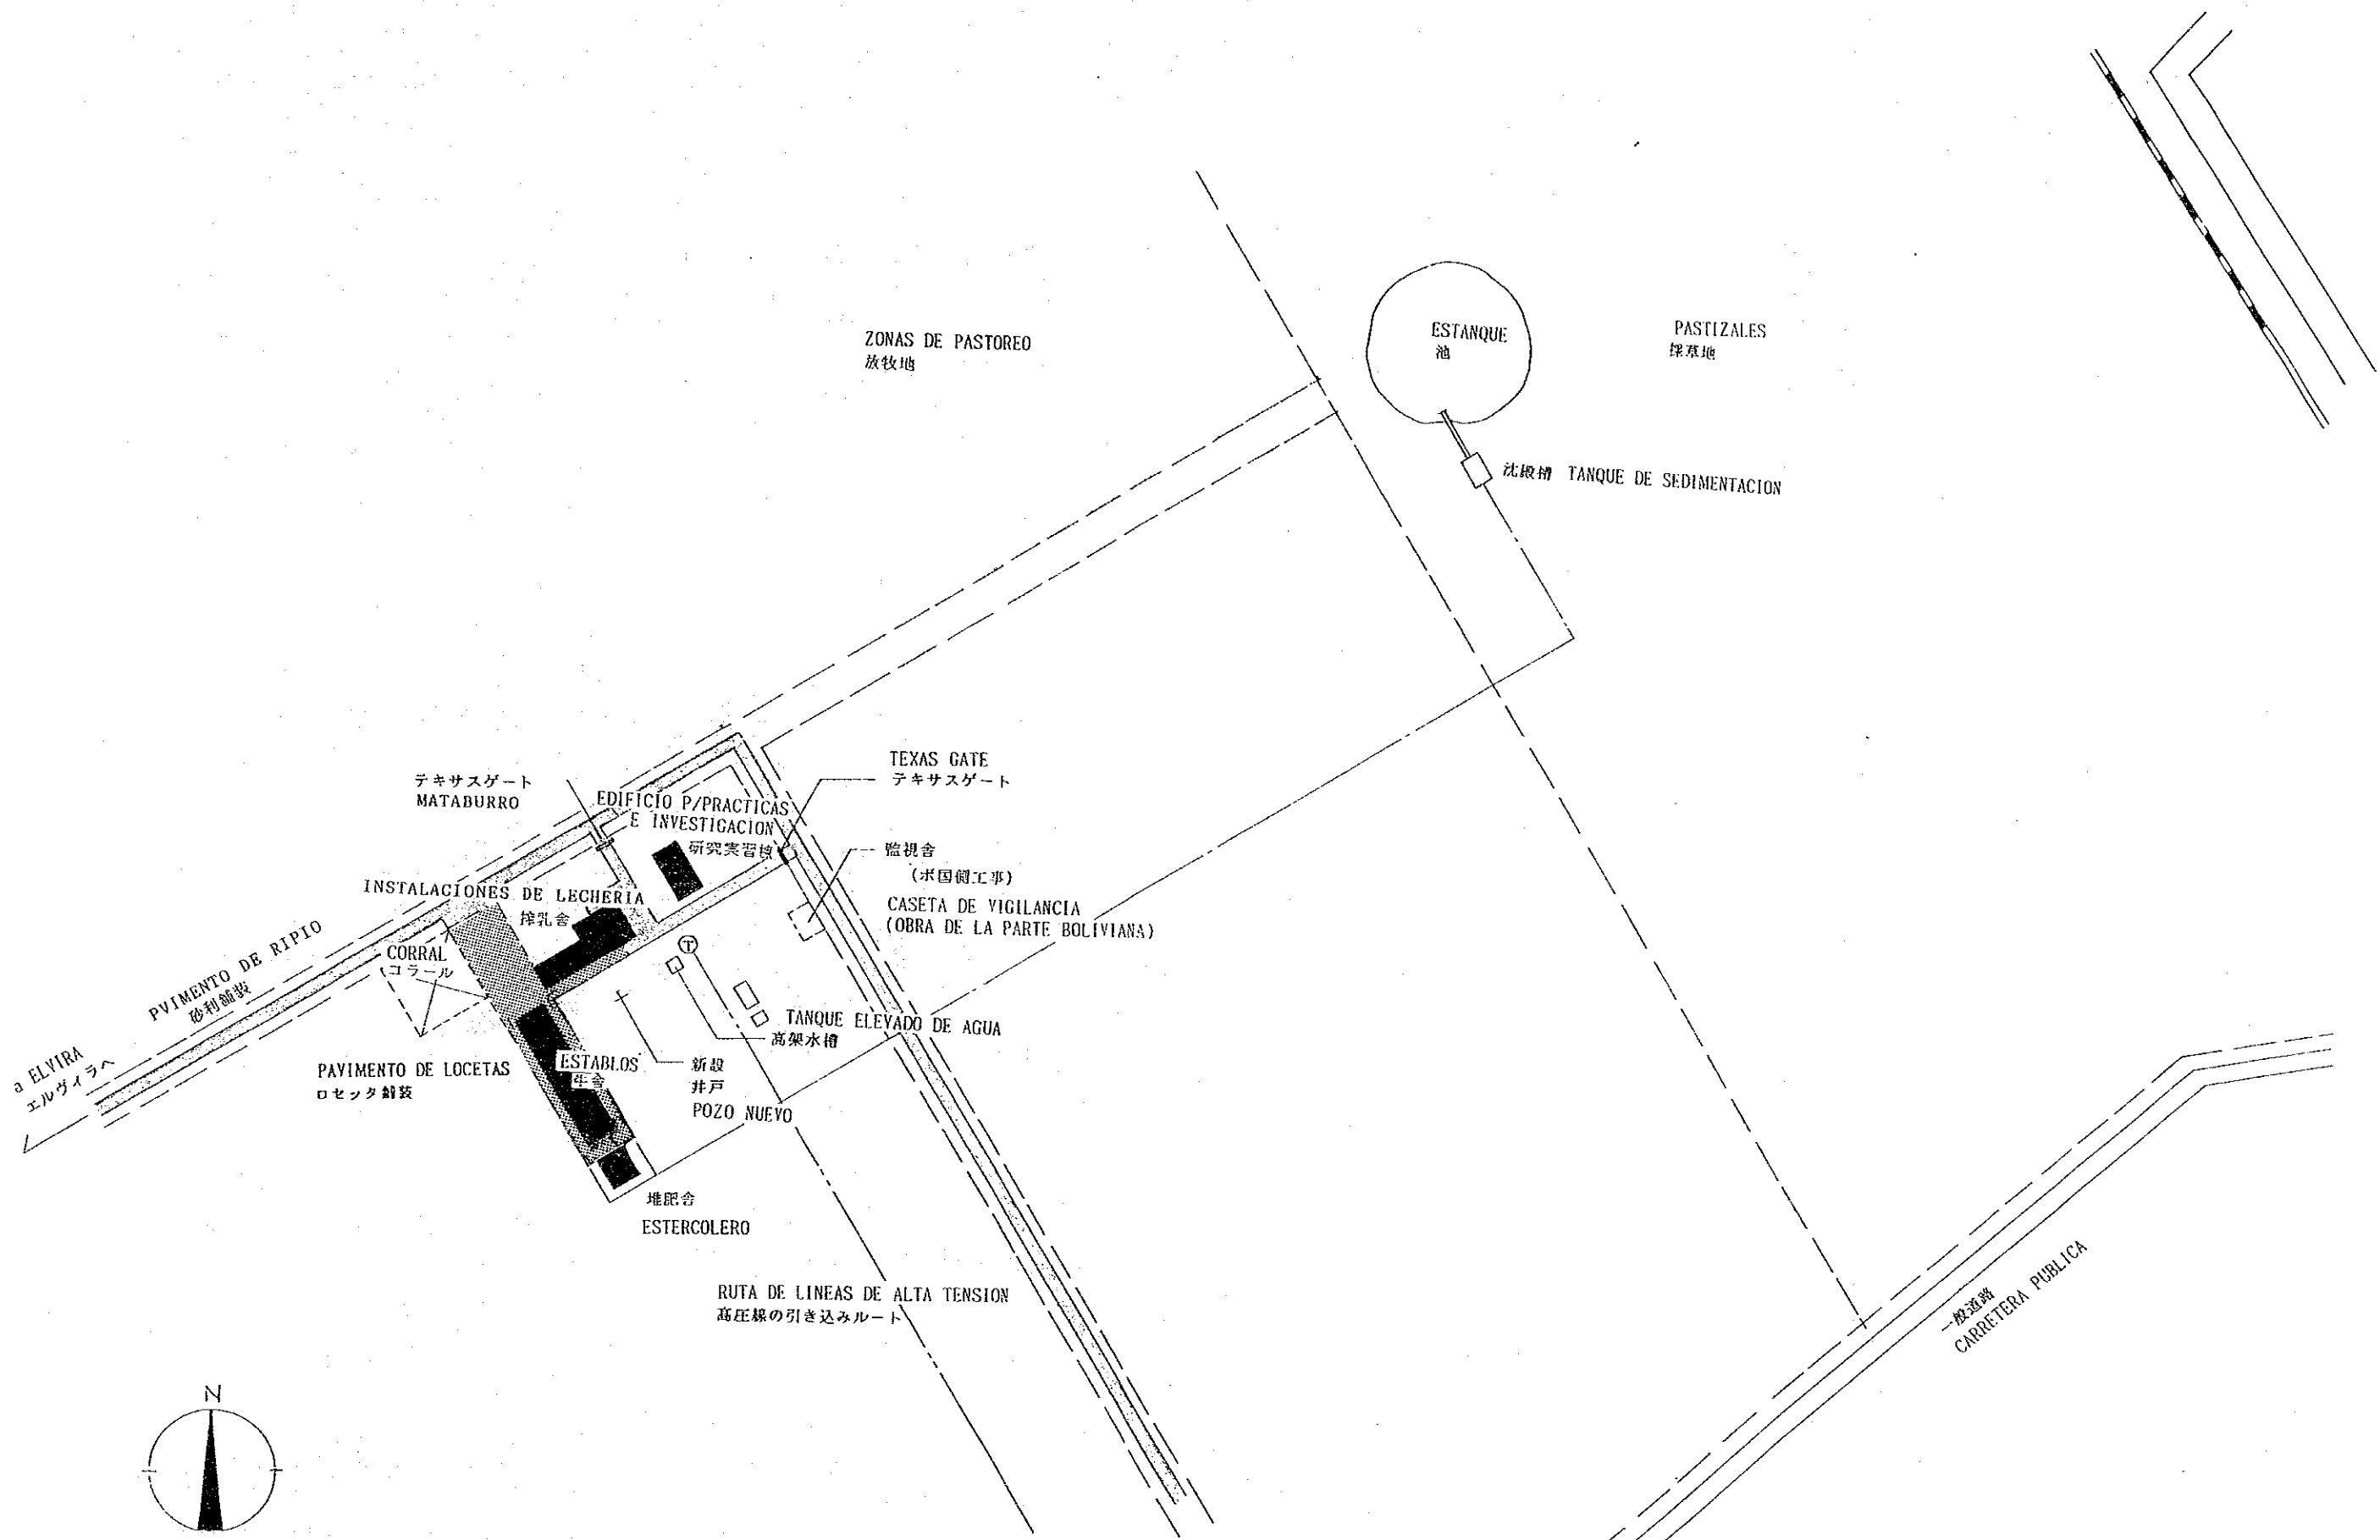 ZONAS DE PASTOREO
放牧地
ESTANQUE
池
PASTIZALES
採草地
沈殿槽 TANQUE DE SEDIMENTACION
テキサスゲート
MATABURRO
TEXAS GATE
テキサスゲート
EDIFICIO P/PRACTICAS
E INVESTIGACION
研究実習棟
監視舎
(ボ国側工事)
CASETA DE VIGILANCIA
(OBRA DE LA PARTE BOLIVIANA)
INSTALACIONES DE LECHERIA
搾乳舎
CORRAL
コラール
PVIMENTO DE RIPIO
砂利舗装
a ELVIRA
エルヴィラへ
T
TANQUE ELEVADO DE AGUA
高架水槽
PAVIMENTO DE LOCETAS
ロセッタ舗装
ESTABLOS
牛舎
新設
井戸
POZO NUEVO
堆肥舎
ESTERCOLERO
RUTA DE LINEAS DE ALTA TENSION
高圧線の引き込みルート
一般道路
CARRETERA PUBLICA
N